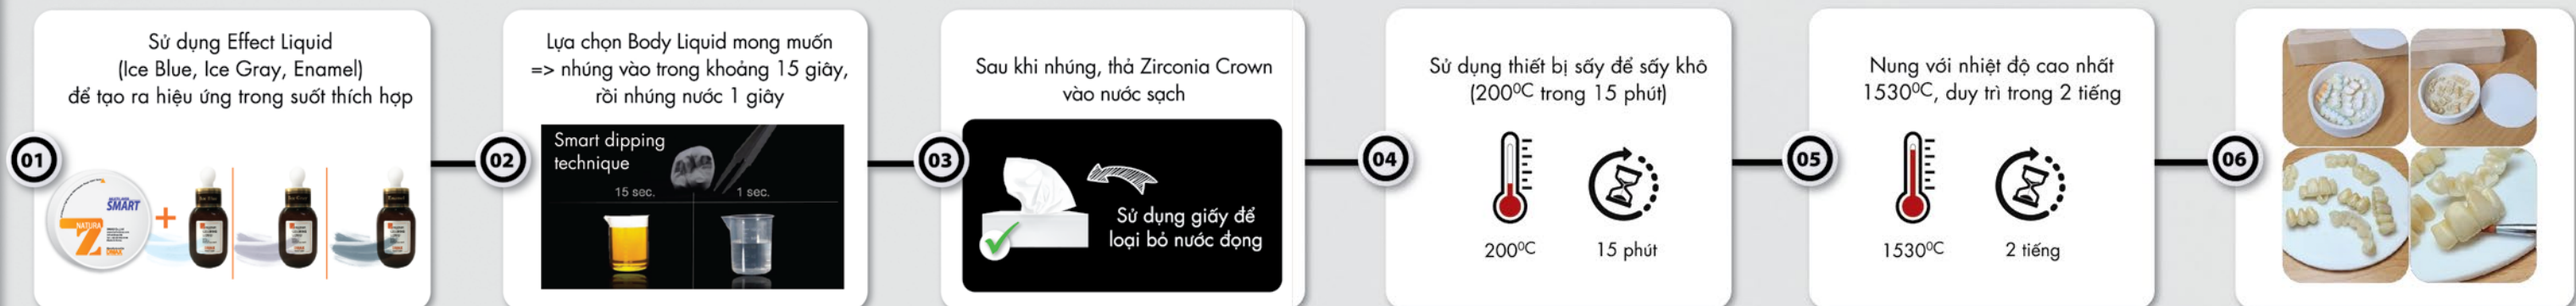 01
Sử dụng Effect Liquid
(Ice Blue, Ice Gray, Enamel)
để tạo ra hiệu ứng trong suốt thích hợp
SMART
NATURA
Z
+
02
Lựa chọn Body Liquid mong muốn
=> nhúng vào trong khoảng 15 giây,
rồi nhúng nước 1 giây
Smart dipping
technique
15 sec.
1 sec.
03
Sau khi nhúng, thả Zirconia Crown
vào nước sạch
Sử dụng giấy để
loại bỏ nước đọng
04
Sử dụng thiết bị sấy để sấy khô
(200⁰C trong 15 phút)
200⁰C
15 phút
05
Nung với nhiệt độ cao nhất
1530⁰C, duy trì trong 2 tiếng
1530⁰C
2 tiếng
06